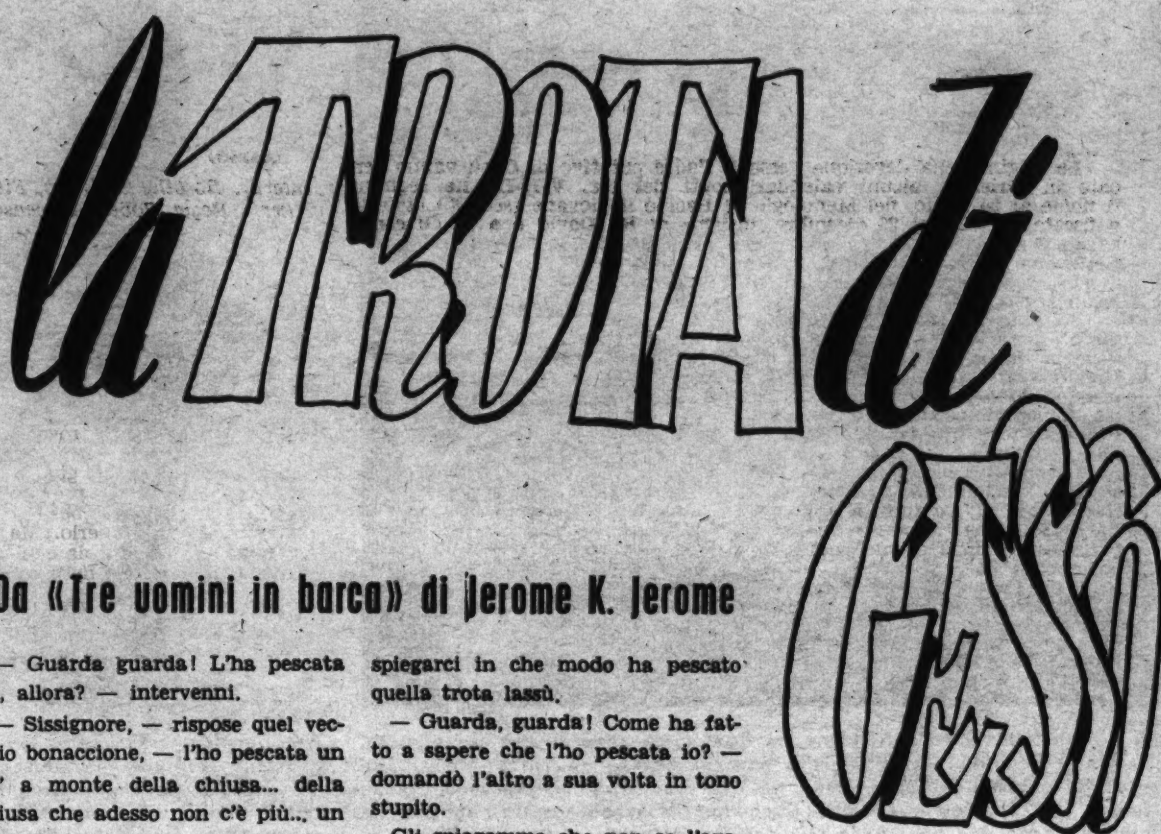 la TROTA di
GESSO
Da «Tre uomini in barca» di Jerome K. Jerome
— Guarda guarda! L'ha pescata
, allora? — intervenni.
— Sissignore, — rispose quel vec-
io bonaccione, — l'ho pescata un
' a monte della chiusa... della
iusa che adesso non c'è più... un
spiegarci in che modo ha pescato
quella trota lassù.
— Guarda, guarda! Come ha fat-
to a sapere che l'ho pescata io? —
domandò l'altro a sua volta in tono
stupito.